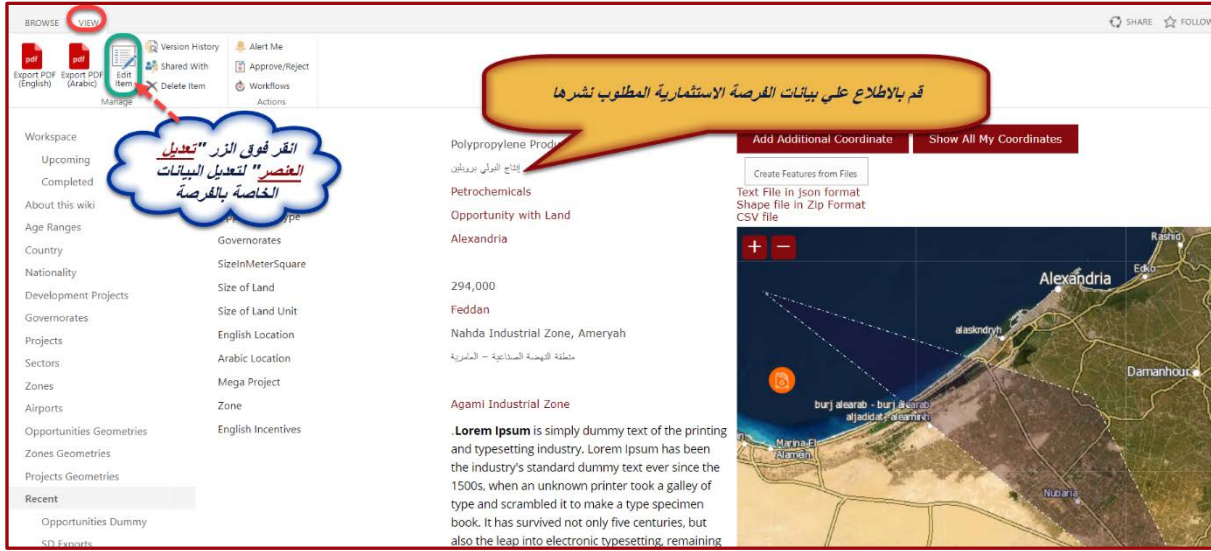 BROWSE VIEW
SHARE FOLLOW
Export PDF (English)
Export PDF (Arabic)
Edit Item
Version History
Shared With
Delete Item
Manage
Alert Me
Approve/Reject
Workflows
Actions
قم بالاطلاع علي بيانات الفرصة الاستثمارية المطلوب نشرها
انقر فوق الزر "تعديل
العنصر" لتعديل البيانات
الخاصة بالفرصة
Workspace
Upcoming
Completed
About this wiki
Age Ranges
Country
Nationality
Development Projects
Governorates
Projects
Sectors
Zones
Airports
Opportunities Geometries
Zones Geometries
Projects Geometries
Recent
Opportunities Dummy
SD Exports
Governorates
SizeInMeterSquare
Size of Land
Size of Land Unit
English Location
Arabic Location
Mega Project
Zone
English Incentives
Polypropylene
إنتاج البولي بروبلين
Petrochemicals
Opportunity with Land
Alexandria
294,000
Feddan
Nahda Industrial Zone, Ameryah
منطقة النهضة الصناعية – العامرية
Agami Industrial Zone
.Lorem Ipsum is simply dummy text of the printing
and typesetting industry. Lorem Ipsum has been
the industry's standard dummy text ever since the
1500s, when an unknown printer took a galley of
type and scrambled it to make a type specimen
book. It has survived not only five centuries, but
also the leap into electronic typesetting, remaining
Add Additional Coordinate
Show All My Coordinates
Create Features from Files
Text File in json format
Shape file in Zip Format
CSV file
+ −
Rashid
Edko
Alexandria
alaskndryh
Damanhour
burj alearab - burj alearab
aljadidat
Marina El
Alamein
Nubaria